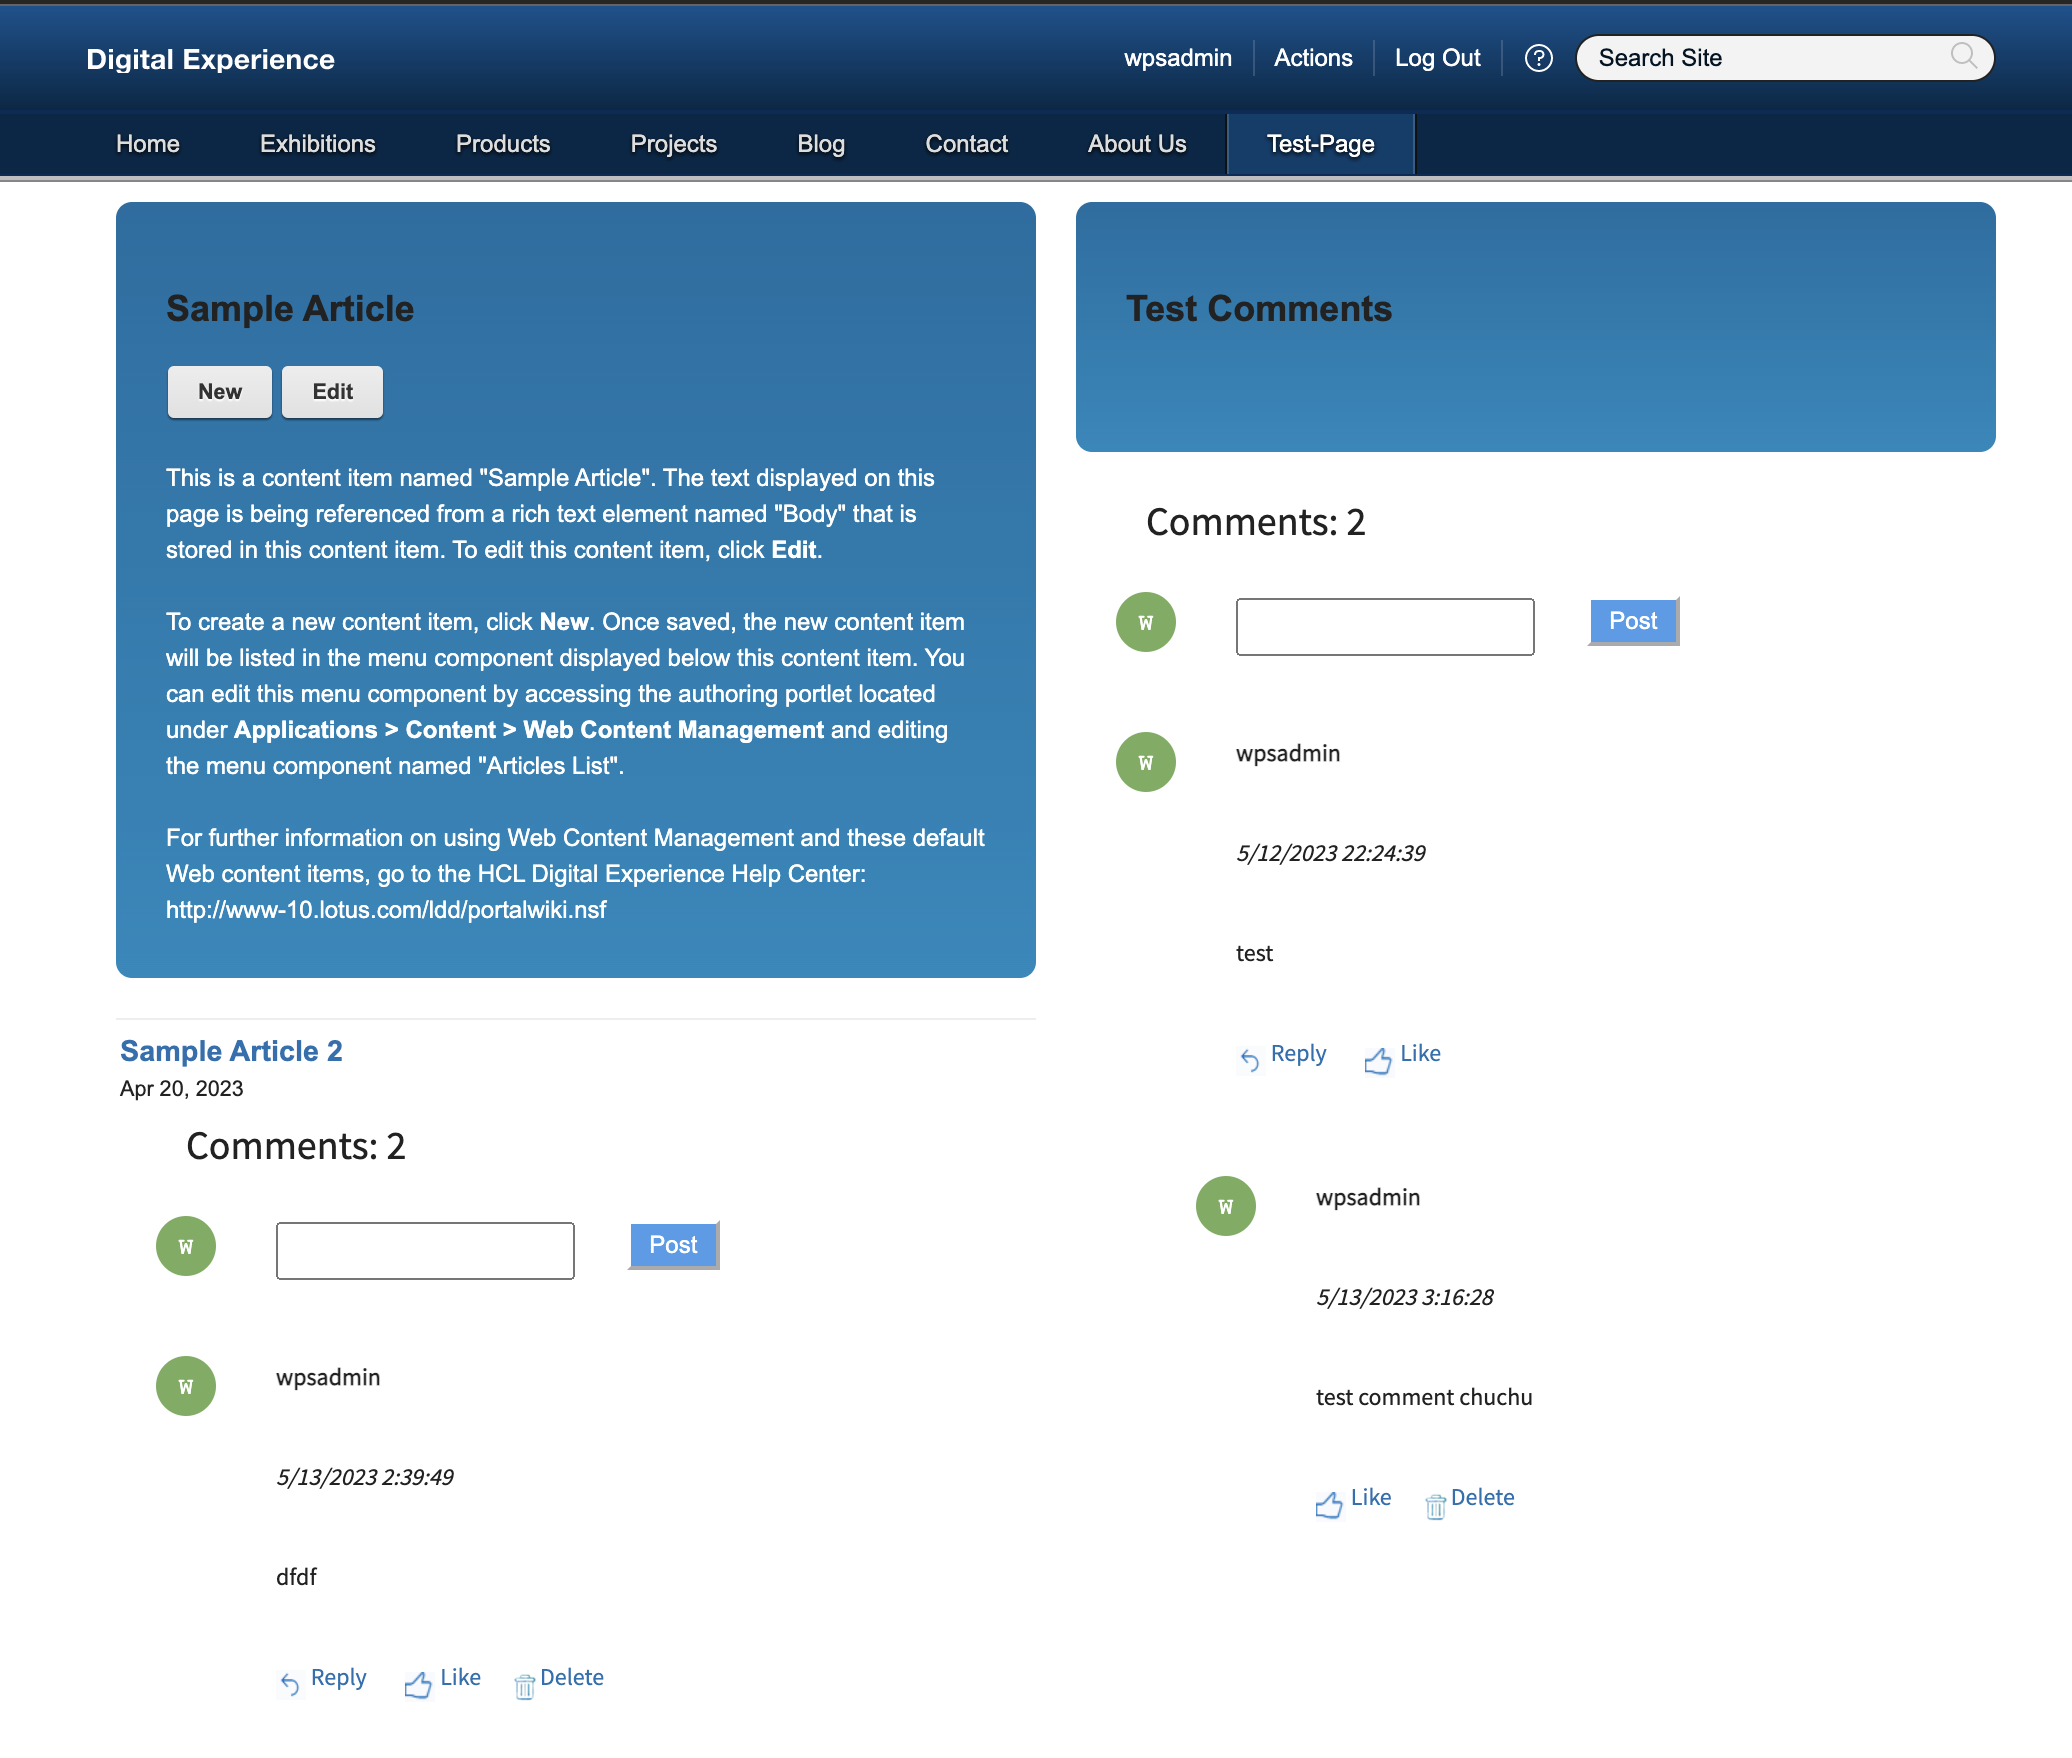 Digital Experience
wpsadmin
Actions
Log Out
?
Search Site
Home
Exhibitions
Products
Projects
Blog
Contact
About Us
Test-Page
Sample Article
New
Edit
This is a content item named "Sample Article". The text displayed on this
page is being referenced from a rich text element named "Body" that is
stored in this content item. To edit this content item, click Edit.
To create a new content item, click New. Once saved, the new content item
will be listed in the menu component displayed below this content item. You
can edit this menu component by accessing the authoring portlet located
under Applications > Content > Web Content Management and editing
the menu component named "Articles List".
For further information on using Web Content Management and these default
Web content items, go to the HCL Digital Experience Help Center:
http://www-10.lotus.com/ldd/portalwiki.nsf
Sample Article 2
Apr 20, 2023
Comments: 2
W
Post
W
wpsadmin
5/13/2023 2:39:49
dfdf
Reply
Like
Delete
Test Comments
Comments: 2
W
Post
W
wpsadmin
5/12/2023 22:24:39
test
Reply
Like
W
wpsadmin
5/13/2023 3:16:28
test comment chuchu
Like
Delete